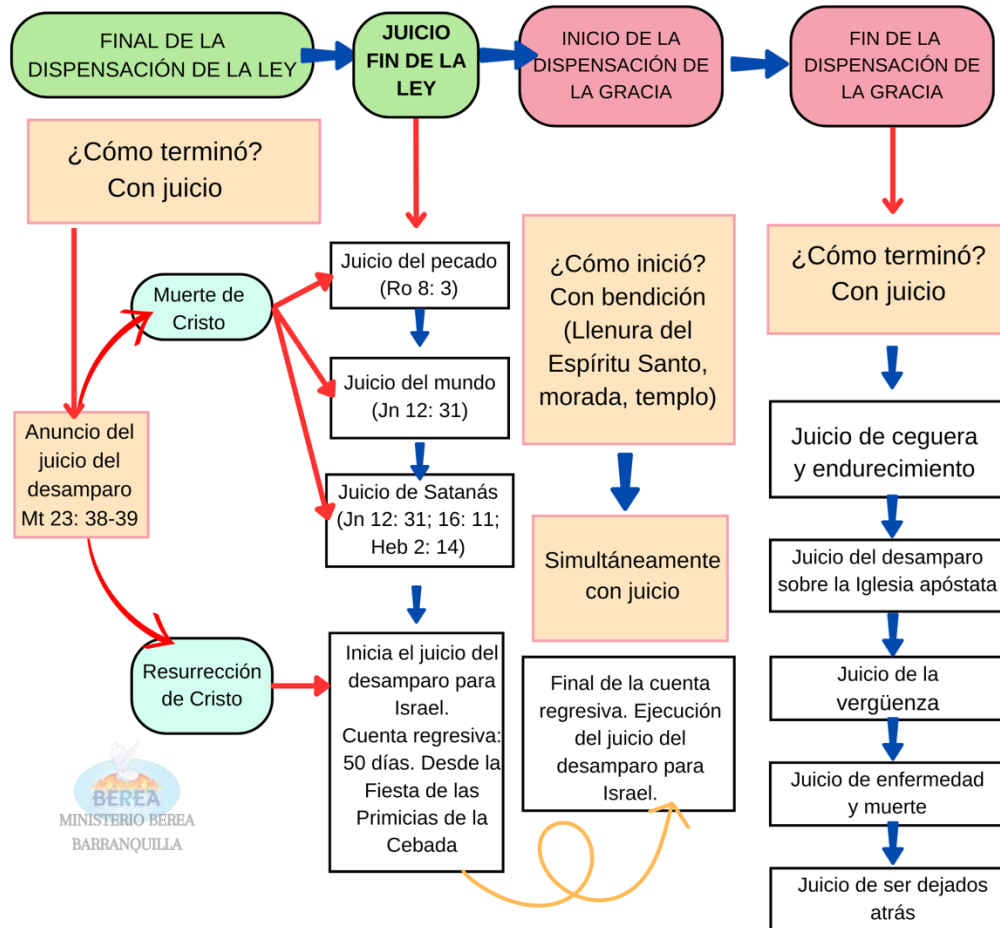 FINAL DE LA
DISPENSACIÓN DE LA LEY
JUICIO
FIN DE LA
LEY
INICIO DE LA
DISPENSACIÓN DE
LA GRACIA
FIN DE LA
DISPENSACIÓN DE
LA GRACIA
¿Cómo terminó?
Con juicio
Muerte de
Cristo
Anuncio del
juicio del
desamparo
Mt 23: 38-39
Resurrección
de Cristo
Juicio del pecado
(Ro 8: 3)
Juicio del mundo
(Jn 12: 31)
Juicio de Satanás
(Jn 12: 31; 16: 11;
Heb 2: 14)
Inicia el juicio del
desamparo para
Israel.
Cuenta regresiva:
50 días. Desde la
Fiesta de las
Primicias de la
Cebada
¿Cómo inició?
Con bendición
(Llenura del
Espíritu Santo,
morada, templo)
Simultáneamente
con juicio
Final de la cuenta
regresiva. Ejecución
del juicio del
desamparo para
Israel.
¿Cómo terminó?
Con juicio
Juicio de ceguera
y endurecimiento
Juicio del desamparo
sobre la Iglesia apóstata
Juicio de la
vergüenza
Juicio de enfermedad
y muerte
Juicio de ser dejados
atrás
BEREA
MINISTERIO BEREA
BARRANQUILLA